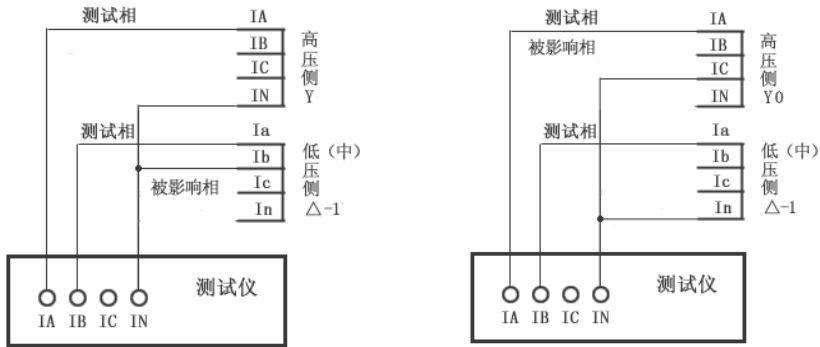 测试相
IA
IB
IC
IN
高
压
侧
Y
测试相
Ia
Ib
Ic
In
被影响相
低（中）
压
侧
△-1
测试仪
IA IB IC IN
测试相
被影响相
IA
IB
IC
IN
高
压
侧
Y0
测试相
Ia
Ib
Ic
In
低（中）
压
侧
△-1
测试仪
IA IB IC IN